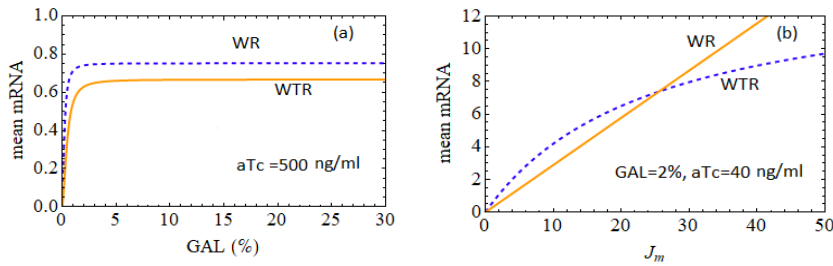 (a)
WR
WTR
aTc =500 ng/ml
mean mRNA
1.0
0.8
0.6
0.4
0.2
0.0
0 5 10 15 20 25 30
GAL (%)
(b)
WR
WTR
GAL=2%, aTc=40 ng/ml
mean mRNA
12
10
8
6
4
2
0
0 10 20 30 40 50
Jm